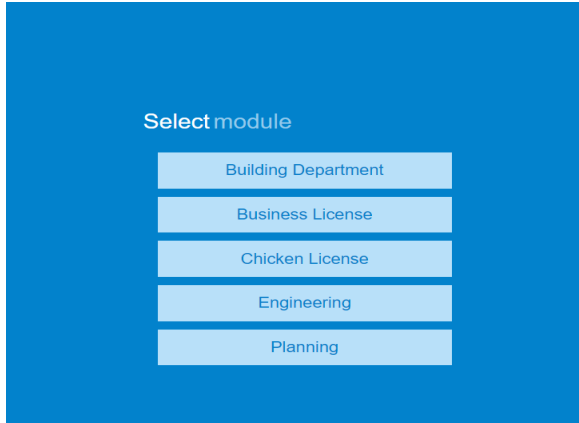 Select module
Building Department
Business License
Chicken License
Engineering
Planning